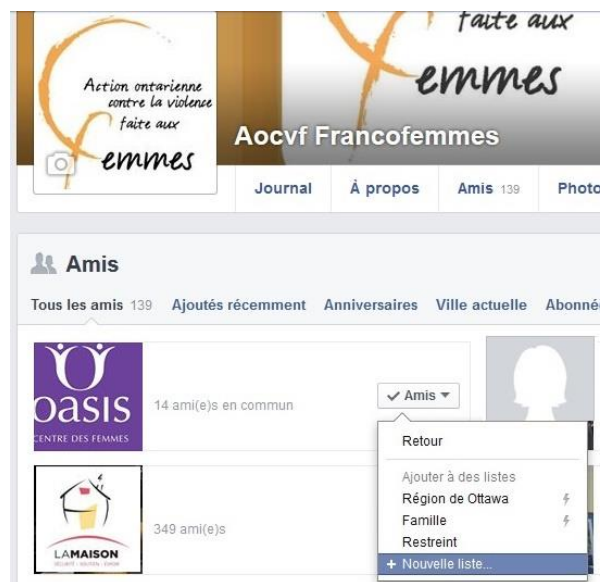 faite aux
emmes
Action ontarienne
contre la violence
faite aux
emmes
Aocvf Francofemmes
Journal À propos Amis 139 Photo
Amis
Tous les amis 139 Ajoutés récemment Anniversaires Ville actuelle Abonné
oasis
CENTRE DES FEMMES
14 ami(e)s en commun
Amis
Retour
Ajouter à des listes
Région de Ottawa
Famille
Restreint
+ Nouvelle liste...
LAMAISON
349 ami(e)s